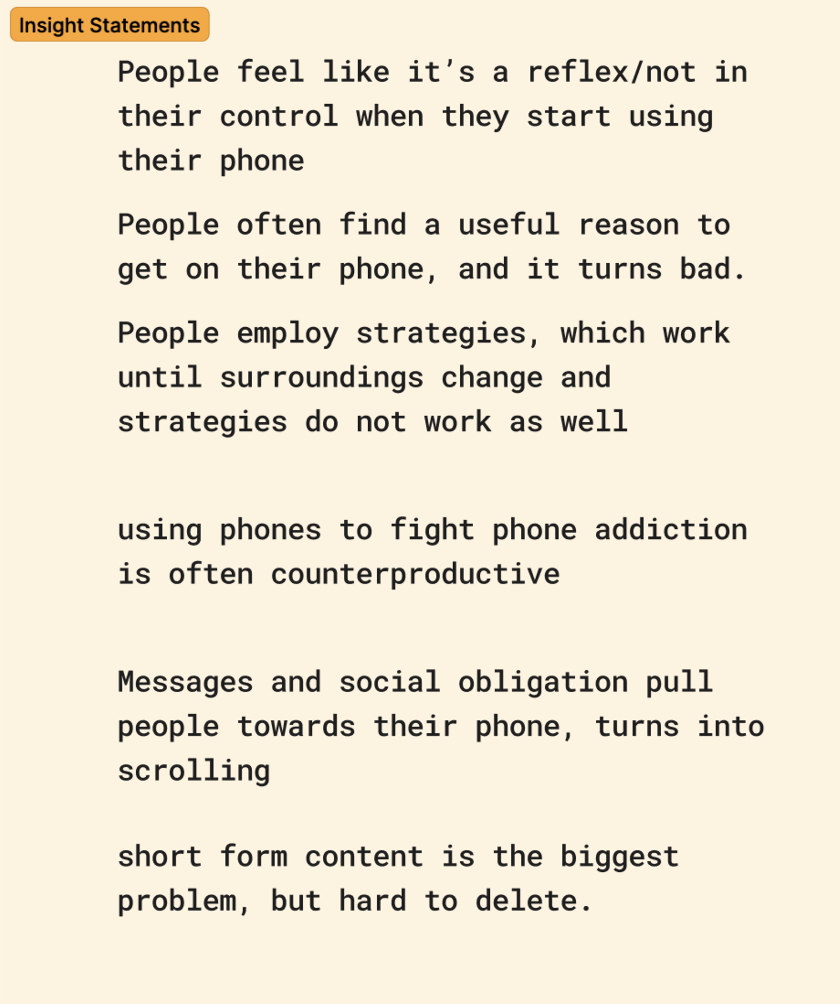 Insight Statements
People feel like it’s a reflex/not in
their control when they start using
their phone
People often find a useful reason to
get on their phone, and it turns bad.
People employ strategies, which work
until surroundings change and
strategies do not work as well
using phones to fight phone addiction
is often counterproductive
Messages and social obligation pull
people towards their phone, turns into
scrolling
short form content is the biggest
problem, but hard to delete.